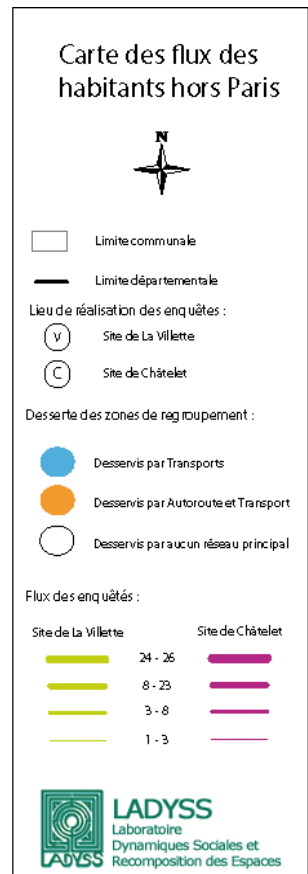 Carte des flux des
habitants hors Paris
N
Limite communale
Limite départementale
Lieu de réalisation des enquêtes :
V Site de La Villette
C Site de Châtelet
Desserte des zones de regroupement :
Desservis par Transports
Desservis par Autoroute et Transport
Desservis par aucun réseau principal
Flux des enquêtés :
Site de La Villette Site de Châtelet
24 - 26
8 - 23
3 - 8
1 - 3
LADYSS
Laboratoire
Dynamiques Sociales et
Recomposition des Espaces
LADYSS